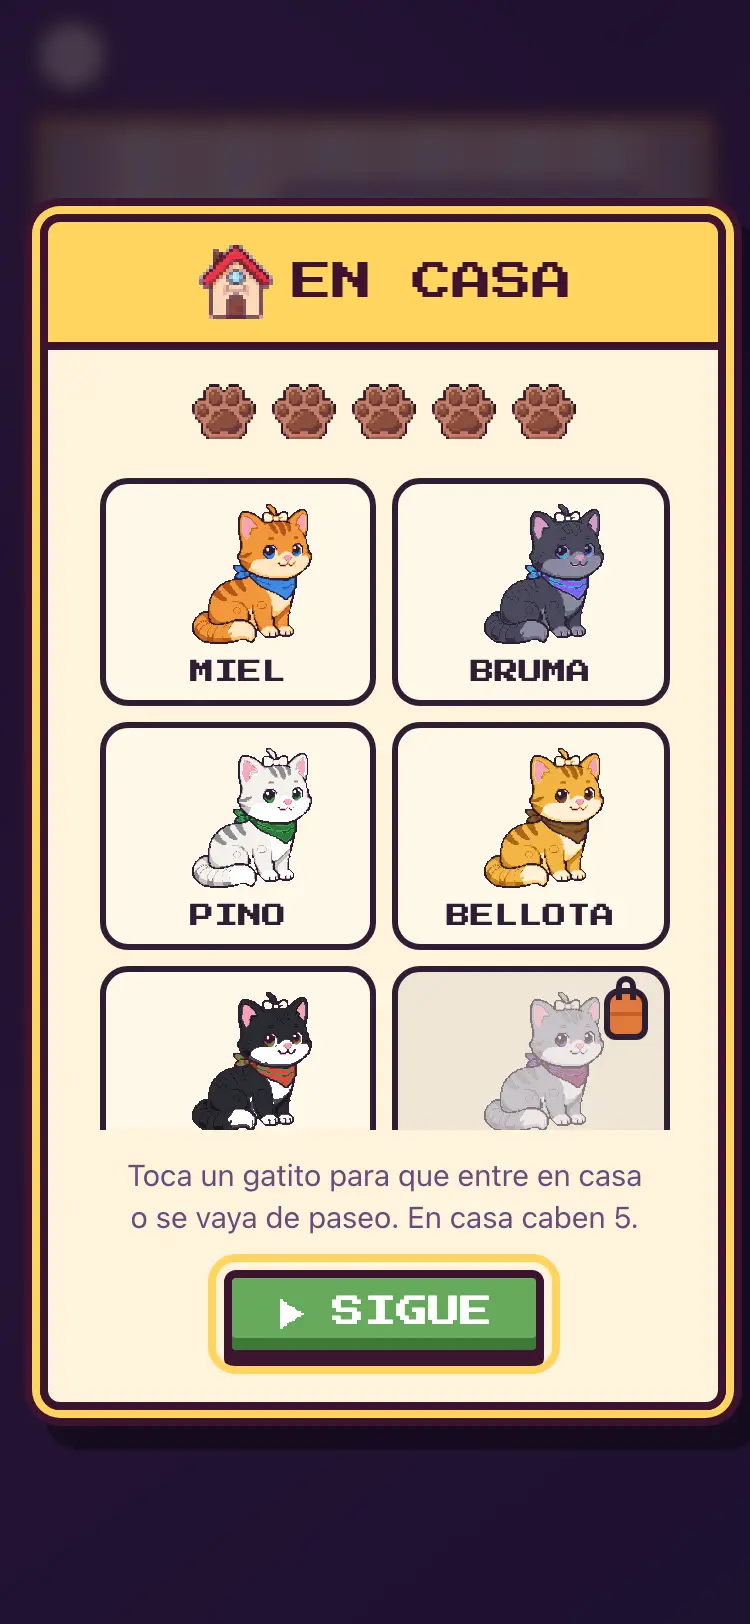 EN CASA
MIEL
BRUMA
PINO
BELLOTA
Toca un gatito para que entre en casa
o se vaya de paseo. En casa caben 5.
SIGUE